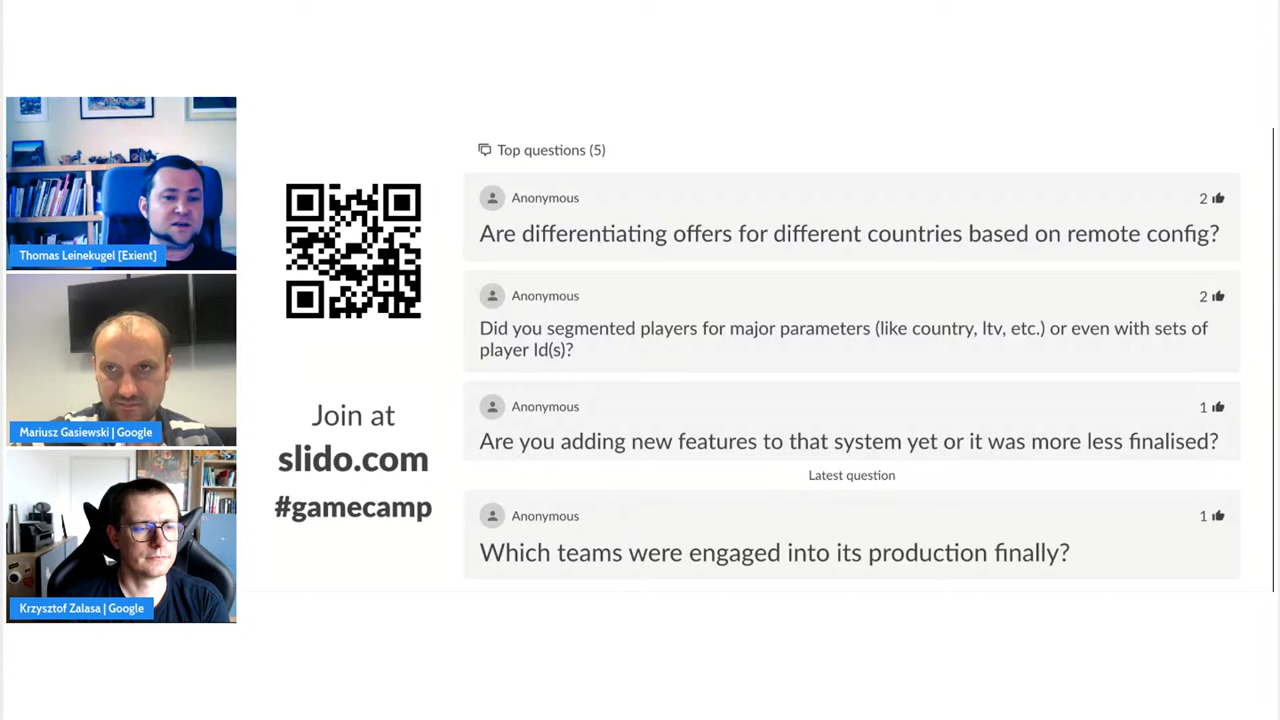 Thomas Leinekugel [Exient]
Mariusz Gasiewski | Google
Krzysztof Zalasa | Google
Join at
slido.com
#gamecamp
Top questions (5)
Anonymous
2
Are differentiating offers for different countries based on remote config?
Anonymous
2
Did you segmented players for major parameters (like country, ltv, etc.) or even with sets of
player Id(s)?
Anonymous
1
Are you adding new features to that system yet or it was more less finalised?
Latest question
Anonymous
1
Which teams were engaged into its production finally?